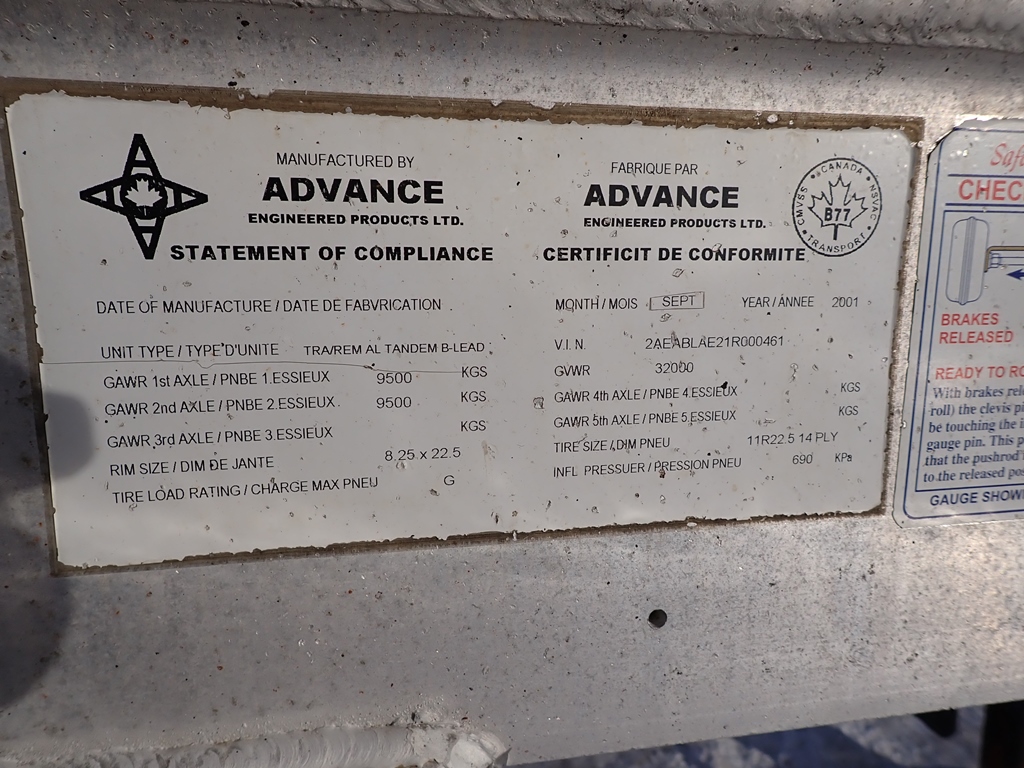 MANUFACTURED BY
ADVANCE
ENGINEERED PRODUCTS LTD.
STATEMENT OF COMPLIANCE
FABRIQUE PAR
ADVANCE
ENGINEERED PRODUCTS LTD.
CERTIFICIT DE CONFORMITE
CANADA
CMVSS
NSVAC
B77
TRANSPORT
DATE OF MANUFACTURE / DATE DE FABVRICATION
MONTH / MOIS SEPT YEAR / ANNÉE 2001
UNIT TYPE / TYPE D'UNITE TRA/REM AL TANDEM B-LEAD
V.I.N. 2AEABLAE21R000461
GAWR 1st AXLE / PNBE 1.ESSIEUX 9500 KGS
GVWR 32000
GAWR 2nd AXLE / PNBE 2.ESSIEUX 9500 KGS
GAWR 4th AXLE / PNBE 4.ESSIEUX KGS
GAWR 3rd AXLE / PNBE 3.ESSIEUX KGS
GAWR 5th AXLE / PNBE 5.ESSIEUX KGS
RIM SIZE / DIM DE JANTE 8.25 x 22.5
TIRE SIZE / DIM PNEU 11R22.5 14 PLY
TIRE LOAD RATING / CHARGE MAX PNEU G
INFL PRESSUER / PRESSION PNEU 690 KPa
BRAKES
RELEASED
READY TO
With brakes
roll) the clevis
be touching the
gauge pin. This
that the pushrod
to the released
GAUGE